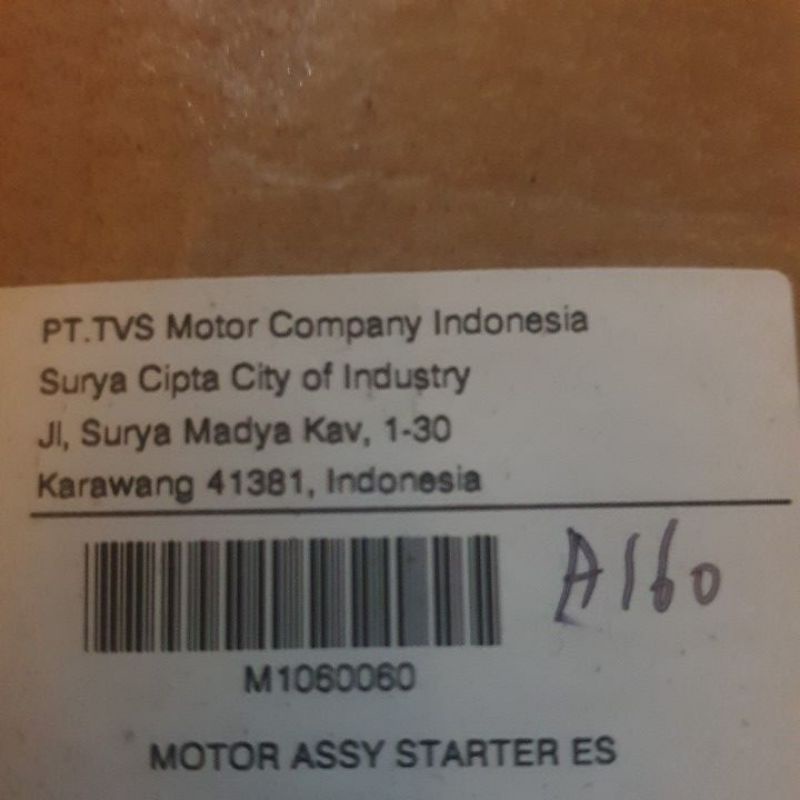 PT.TVS Motor Company Indonesia
Surya Cipta City of Industry
Jl, Surya Madya Kav, 1-30
Karawang 41381, Indonesia
A160
M1060060
MOTOR ASSY STARTER ES